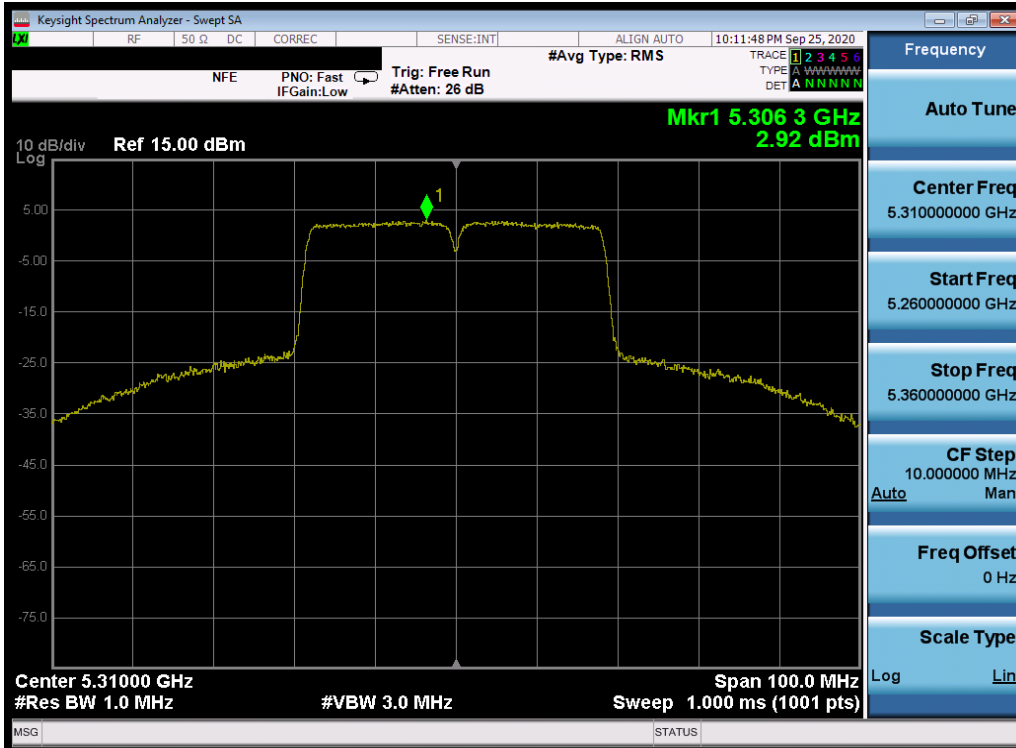 Keysight Spectrum Analyzer - Swept SA
LXI RF 50 Ω DC CORREC SENSE:INT ALIGN AUTO 10:11:48 PM Sep 25, 2020
NFE PNO: Fast IFGain:Low
Trig: Free Run
#Atten: 26 dB
#Avg Type: RMS
TRACE 1 2 3 4 5 6
TYPE A WWWWW
DET A N N N N N
Mkr1 5.306 3 GHz
2.92 dBm
10 dB/div Ref 15.00 dBm
Log
1
5.00
-5.00
-15.0
-25.0
-35.0
-45.0
-55.0
-65.0
-75.0
Center 5.31000 GHz Span 100.0 MHz
#Res BW 1.0 MHz #VBW 3.0 MHz Sweep 1.000 ms (1001 pts)
MSG STATUS
Frequency
Auto Tune
Center Freq
5.310000000 GHz
Start Freq
5.260000000 GHz
Stop Freq
5.360000000 GHz
CF Step
10.000000 MHz
Auto Man
Freq Offset
0 Hz
Scale Type
Log Lin